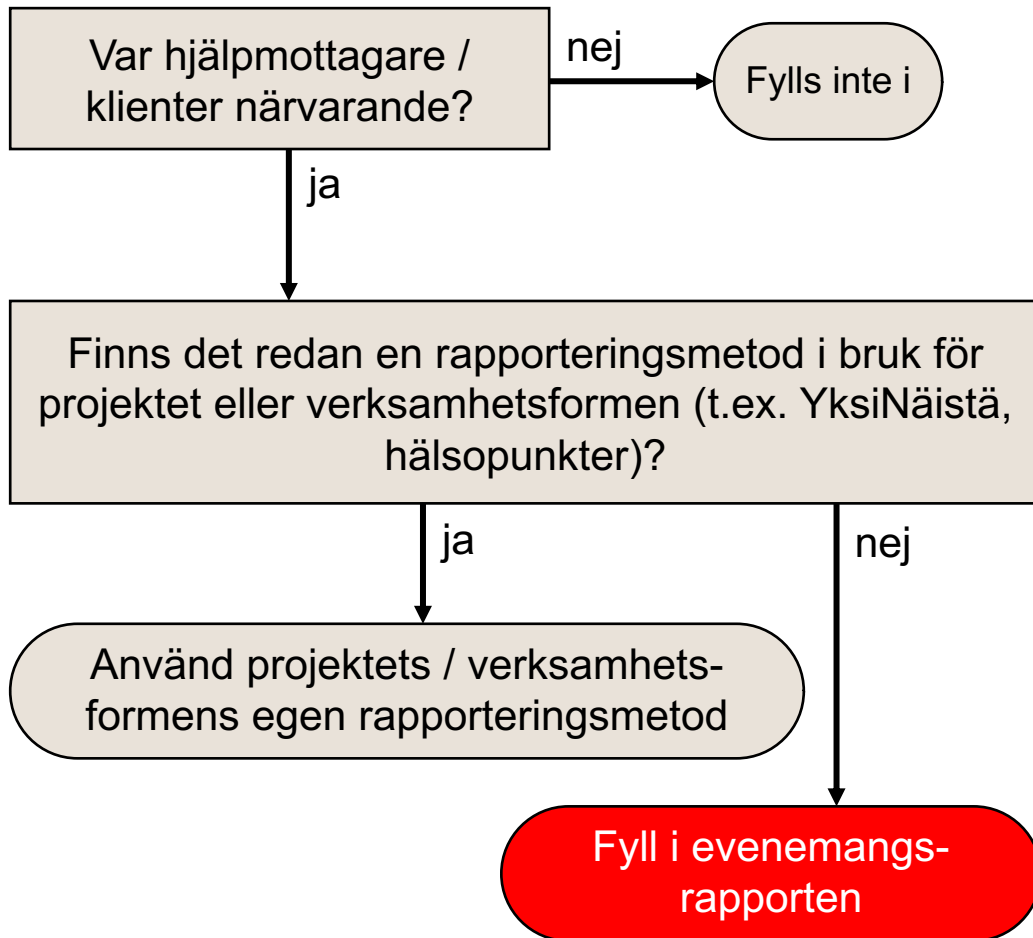 Var hjälpmottagare /
klienter närvarande?
nej
Fylls inte i
ja
Finns det redan en rapporteringsmetod i bruk för
projektet eller verksamhetsformen (t.ex. YksiNäistä,
hälsopunkter)?
ja
nej
Använd projektets / verksamhets-
formens egen rapporteringsmetod
Fyll i evenemangs-
rapporten